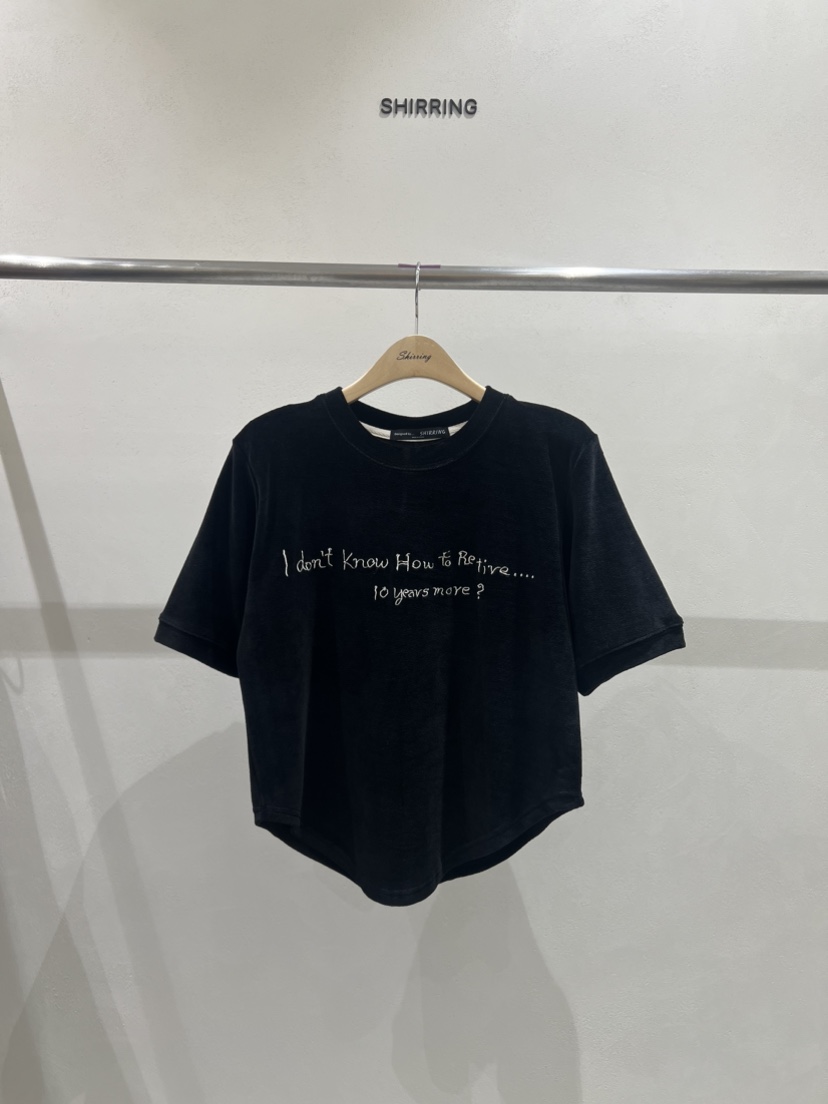 SHIRRING
Shirring
SHIRRING
I don't Know How to Retire....
10 years more ?